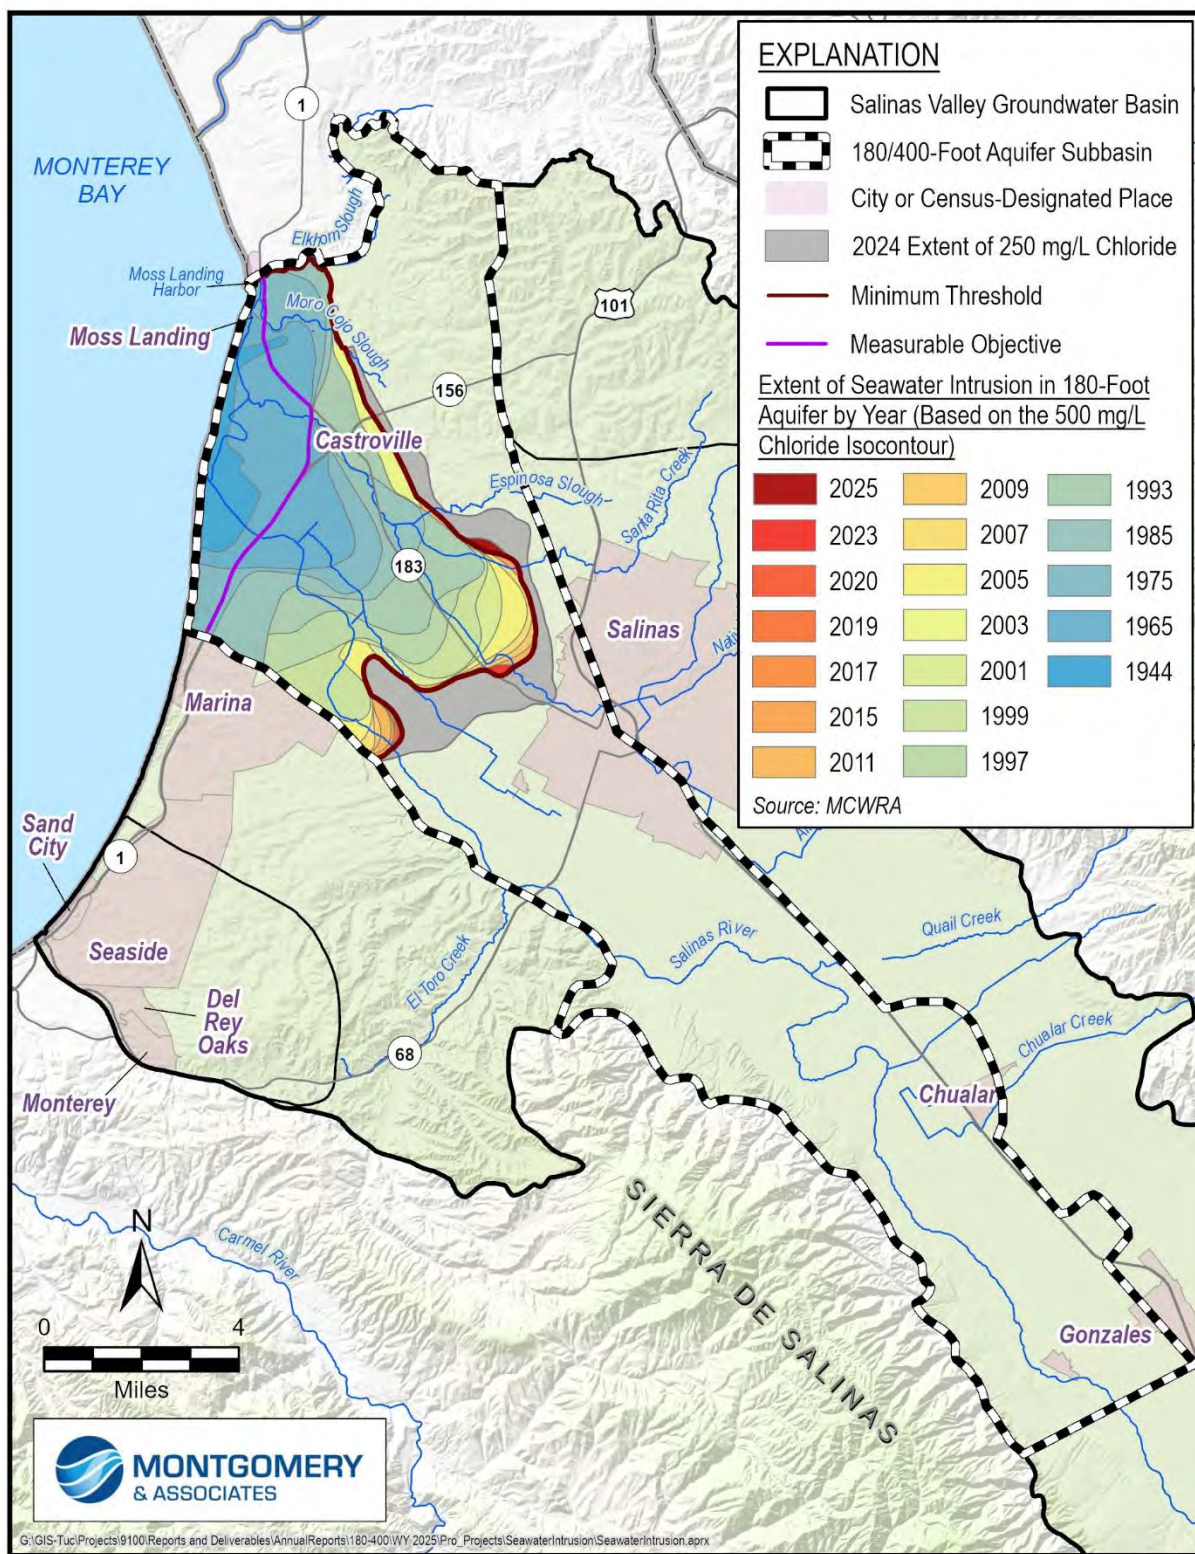 EXPLANATION
Salinas Valley Groundwater Basin
180/400-Foot Aquifer Subbasin
City or Census-Designated Place
2024 Extent of 250 mg/L Chloride
Minimum Threshold
Measurable Objective
Extent of Seawater Intrusion in 180-Foot
Aquifer by Year (Based on the 500 mg/L
Chloride Isocontour)
2025
2023
2020
2019
2017
2015
2011
2009
2007
2005
2003
2001
1999
1997
1993
1985
1975
1965
1944
Source: MCWRA
1
MONTEREY
BAY
Elkhorn Slough
Moss Landing
Harbor
Moss Landing
Moro Cojo Slough
101
156
Castroville
Espinosa Slough
Santa Rita Creek
183
Salinas
Marina
Sand
City
1
Seaside
Del
Rey
Oaks
Monterey
El Toro Creek
68
Salinas River
Quail Creek
Chualar Creek
Chualar
Gonzales
SIERRA DE SALINAS
Carmel River
N
0 4
Miles
MONTGOMERY
& ASSOCIATES
G:\GIS-Tuc\Projects\9100\Reports and Deliverables\AnnualReports\180-400\WY 2025\Pro_Projects\SeawaterIntrusion\SeawaterIntrusion.aprx